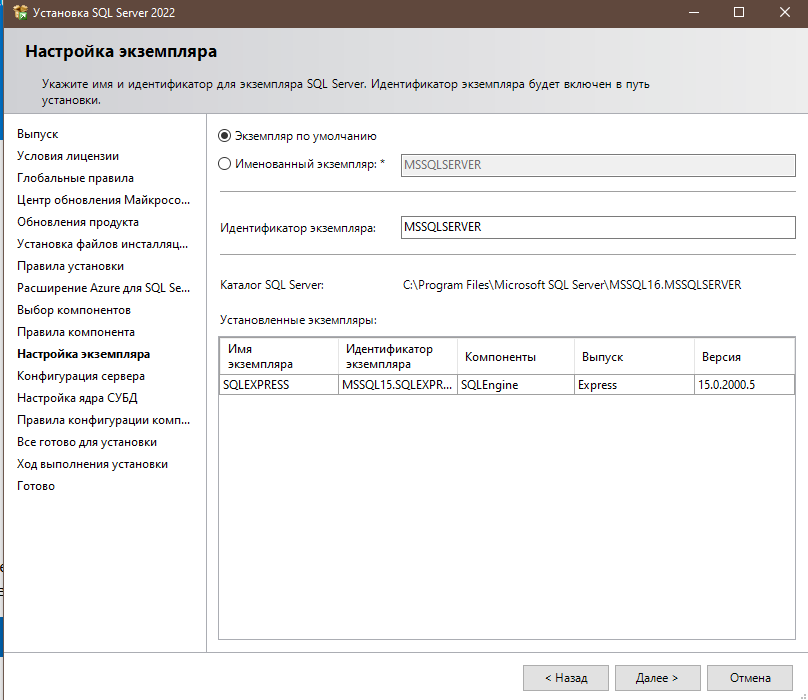 Установка SQL Server 2022
Настройка экземпляра
Укажите имя и идентификатор для экземпляра SQL Server. Идентификатор экземпляра будет включен в путь
установки.
Выпуск
Условия лицензии
Глобальные правила
Центр обновления Майкросо...
Обновления продукта
Установка файлов инсталляц...
Правила установки
Расширение Azure для SQL Se...
Выбор компонентов
Правила компонента
Настройка экземпляра
Конфигурация сервера
Настройка ядра СУБД
Правила конфигурации комп...
Все готово для установки
Ход выполнения установки
Готово
Экземпляр по умолчанию
Именованный экземпляр: * MSSQLSERVER
Идентификатор экземпляра: MSSQLSERVER
Каталог SQL Server: C:\Program Files\Microsoft SQL Server\MSSQL16.MSSQLSERVER
Установленные экземпляры:
Имя экземпляра Идентификатор экземпляра Компоненты Выпуск Версия
SQLEXPRESS MSSQL15.SQLEXPR... SQLEngine Express 15.0.2000.5
< Назад Далее > Отмена